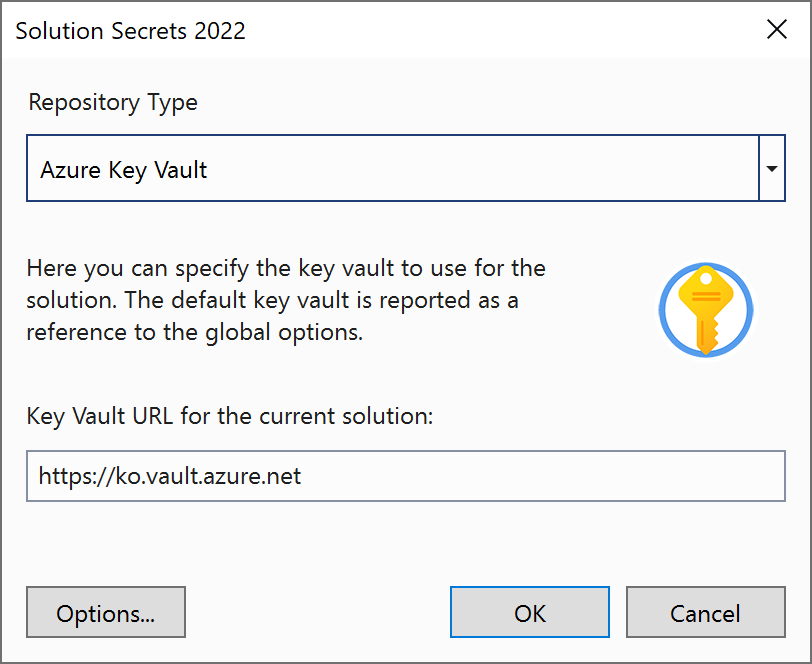 Solution Secrets 2022
Repository Type
Azure Key Vault
Here you can specify the key vault to use for the
solution. The default key vault is reported as a
reference to the global options.
Key Vault URL for the current solution:
https://ko.vault.azure.net
Options...
OK
Cancel